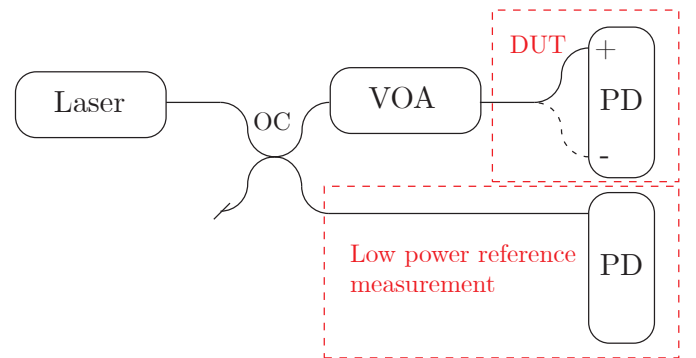 DUT
+
Laser
OC
VOA
PD
-
Low power reference
measurement
PD